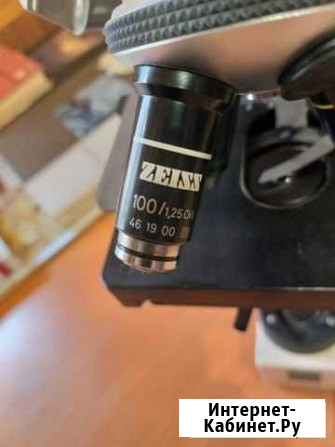 ZEISS
100/1,25 Oil
46 19 00
Интернет-
Кабинет.Ру